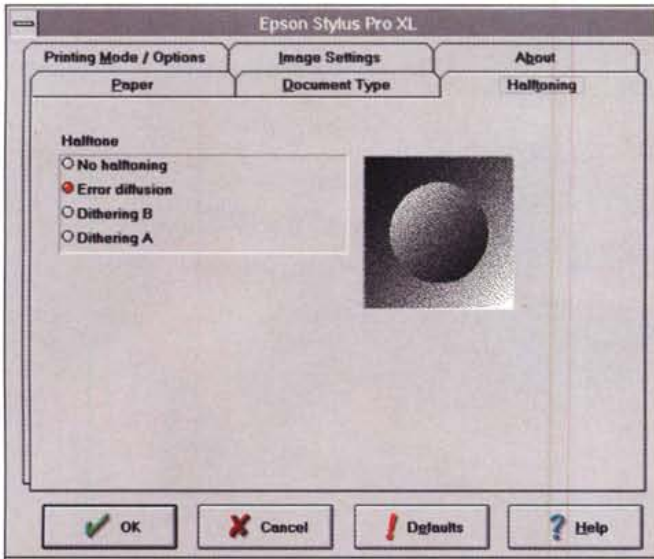 Epson Stylus Pro XL
Printing Mode / Options
Image Settings
About
Paper
Document Type
Halftoning
Halftone
No halftoning
Error diffusion
Dithering B
Dithering A
OK
Cancel
Defaults
Help